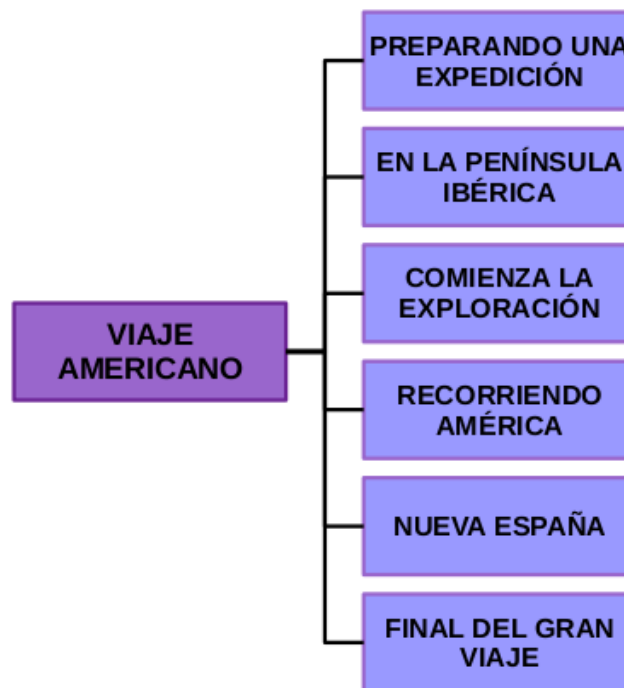 VIAJE
AMERICANO
PREPARANDO UNA
EXPEDICIÓN
EN LA PENÍNSULA
IBÉRICA
COMIENZA LA
EXPLORACIÓN
RECORRIENDO
AMÉRICA
NUEVA ESPAÑA
FINAL DEL GRAN
VIAJE